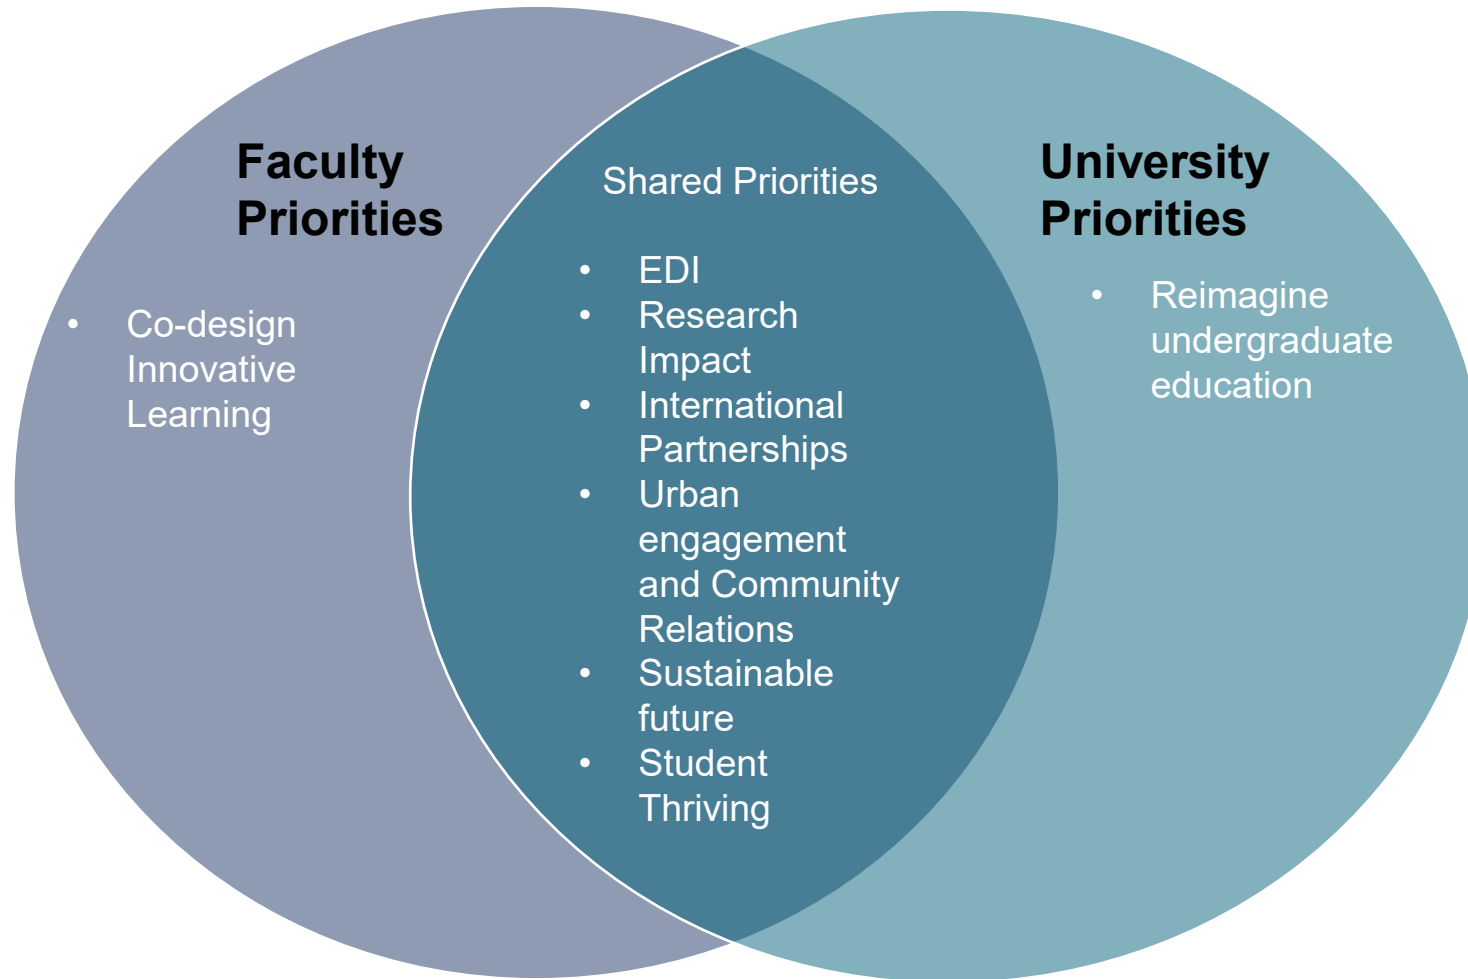 Faculty
Priorities
• Co-design
Innovative
Learning
Shared Priorities
• EDI
• Research
Impact
• International
Partnerships
• Urban
engagement
and Community
Relations
• Sustainable
future
• Student
Thriving
University
Priorities
• Reimagine
undergraduate
education